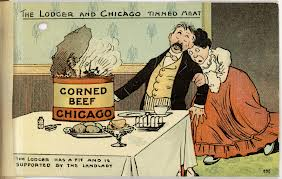 THE LODGER AND CHICAGO TINNED MEAT
CORNED
BEEF
CHICAGO
THE LODGER HAS A FIT AND IS
SUPPORTED BY THE LANDLADY